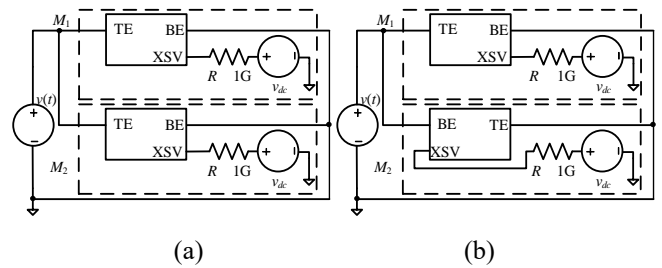 M1 TE BE M1 TE BE
XSV XSV
R 1G R 1G
vdc vdc
v(t) v(t)
TE BE BE TE
XSV XSV
M2 R 1G M2 R 1G
vdc vdc
(a) (b)